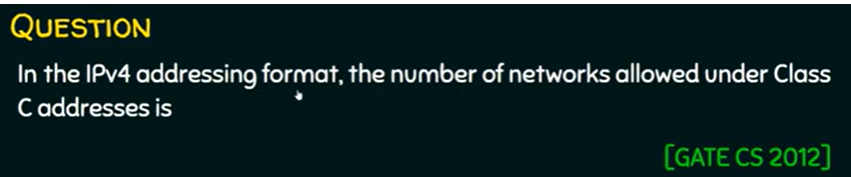 QUESTION
In the IPv4 addressing format, the number of networks allowed under Class
C addresses is
[GATE CS 2012]